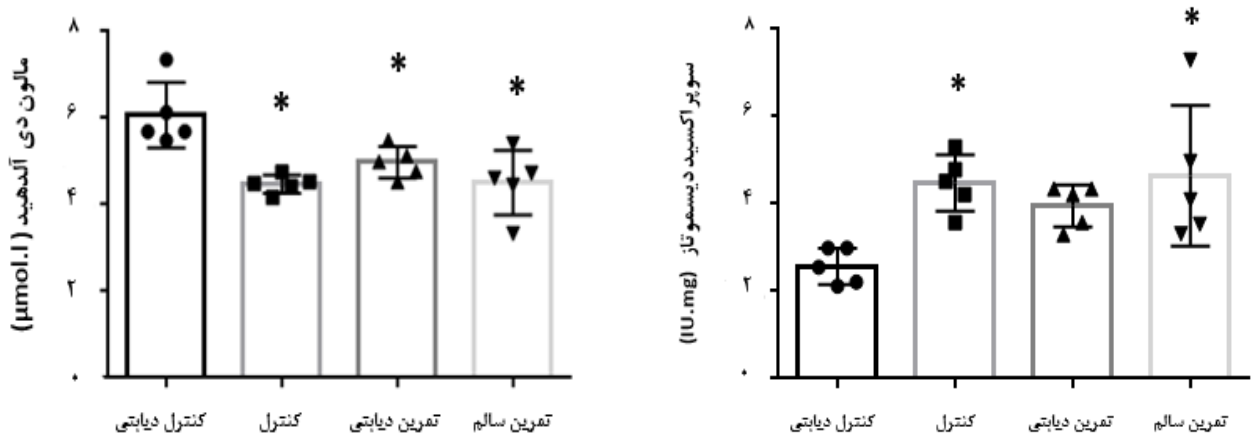 مالون دی آلدهید (µmol.l)
۸
۶
۴
۲
۰
*
*
*
کنترل دیابتی
کنترل
تمرین دیابتی
تمرین سالم
سوپراکسید دیسموتاز (IU.mg)
۸
۶
۴
۲
۰
*
*
کنترل دیابتی
کنترل
تمرین دیابتی
تمرین سالم